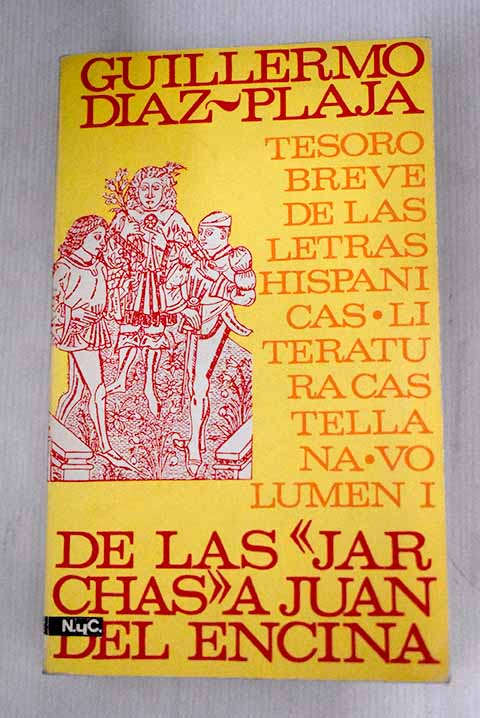 GUILLERMO
DIAZ~PLAJA
TESORO
BREVE
DE LAS
LETRAS
HISPANI
CAS•LI
TERATU
RA CAS
TELLA
NA•VO
LUMEN I
DE LAS «JAR
CHAS» A JUAN
DEL ENCINA
N.yC.